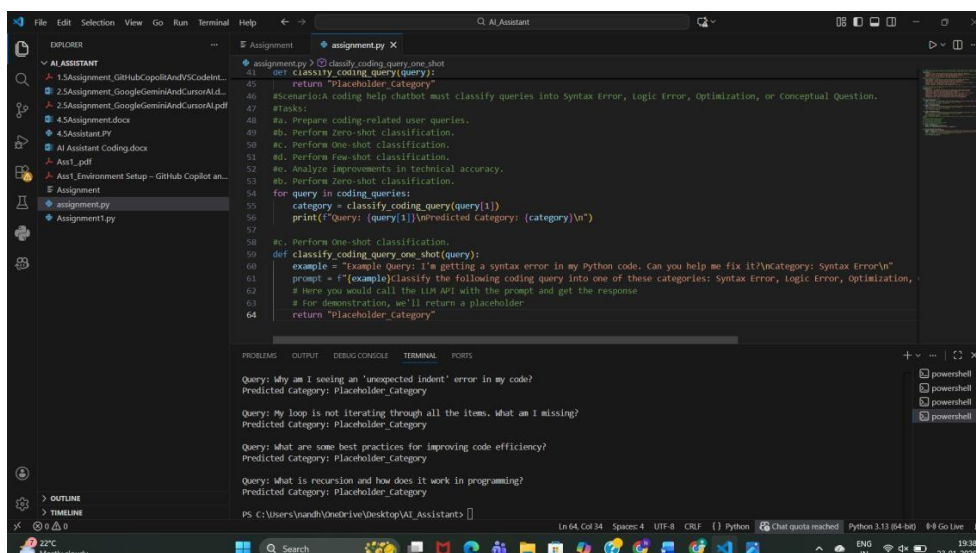 File Edit Selection View Go Run Terminal Help
AI_Assistant
EXPLORER
AI_ASSISTANT
1.5Assignment_GitHubCopolitAndVSCodeInt...
2.5Assignment_GoogleGeminiAndCursorAI.d...
2.5Assignment_GoogleGeminiAndCursorAI.pdf
4.5Assignment.docx
4.5Assistant.PY
AI Assistant Coding.docx
Ass1_.pdf
Ass1_Environment Setup – GitHub Copilot an...
Assignment
assignment.py
Assignment1.py
OUTLINE
TIMELINE
Assignment
assignment.py
assignment.py > classify_coding_query_one_shot
41 def classify_coding_query(query):
45 return "Placeholder_Category"
46 #Scenario:A coding help chatbot must classify queries into Syntax Error, Logic Error, Optimization, or Conceptual Question.
47 #Tasks:
48 #a. Prepare coding-related user queries.
49 #b. Perform Zero-shot classification.
50 #c. Perform One-shot classification.
51 #d. Perform Few-shot classification.
52 #e. Analyze improvements in technical accuracy.
53 #b. Perform Zero-shot classification.
54 for query in coding_queries:
55 category = classify_coding_query(query[1])
56 print(f"Query: {query[1]}\nPredicted Category: {category}\n")
57
58 #c. Perform One-shot classification.
59 def classify_coding_query_one_shot(query):
60 example = "Example Query: I'm getting a syntax error in my Python code. Can you help me fix it?\nCategory: Syntax Error\n"
61 prompt = f"{example}Classify the following coding query into one of these categories: Syntax Error, Logic Error, Optimization,
62 # Here you would call the LLM API with the prompt and get the response
63 # For demonstration, we'll return a placeholder
64 return "Placeholder_Category"
PROBLEMS OUTPUT DEBUG CONSOLE TERMINAL PORTS
Query: Why am I seeing an 'unexpected indent' error in my code?
Predicted Category: Placeholder_Category
Query: My loop is not iterating through all the items. What am I missing?
Predicted Category: Placeholder_Category
Query: What are some best practices for improving code efficiency?
Predicted Category: Placeholder_Category
Query: What is recursion and how does it work in programming?
Predicted Category: Placeholder_Category
PS C:\Users\nandh\OneDrive\Desktop\AI_Assistant>
powershell
powershell
powershell
powershell
0 0 Ln 64, Col 34 Spaces: 4 UTF-8 CRLF {} Python Chat quota reached Python 3.13 (64-bit) Go Live
22°C
Mostly cloudy
Search
ENG
IN
19:38